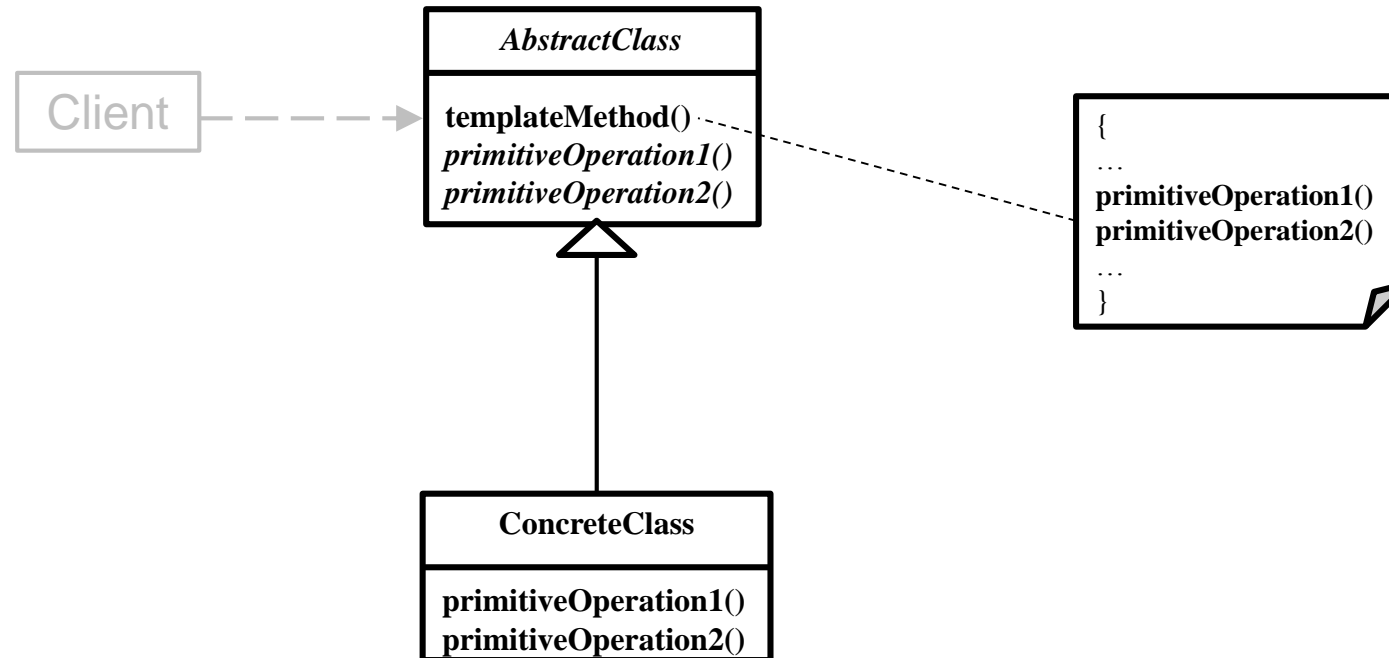 AbstractClass
Client
templateMethod()
primitiveOperation1()
primitiveOperation2()
{
…
primitiveOperation1()
primitiveOperation2()
…
}
ConcreteClass
primitiveOperation1()
primitiveOperation2()